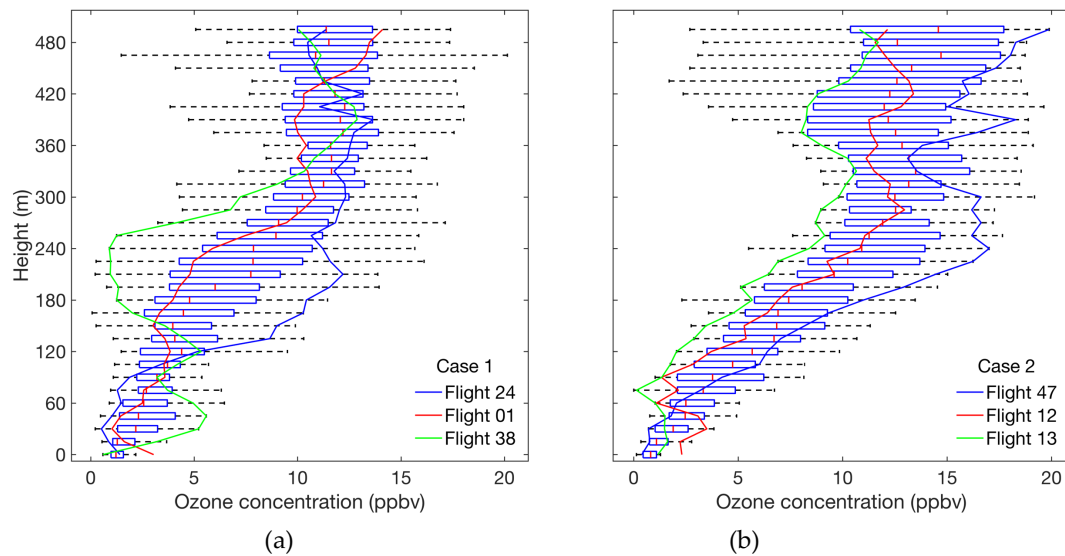 480
420
360
300
240
180
120
60
0
Height (m)
Case 1
Flight 24
Flight 01
Flight 38
0 5 10 15 20
Ozone concentration (ppbv)
(a)
Case 2
Flight 47
Flight 12
Flight 13
0 5 10 15 20
Ozone concentration (ppbv)
(b)